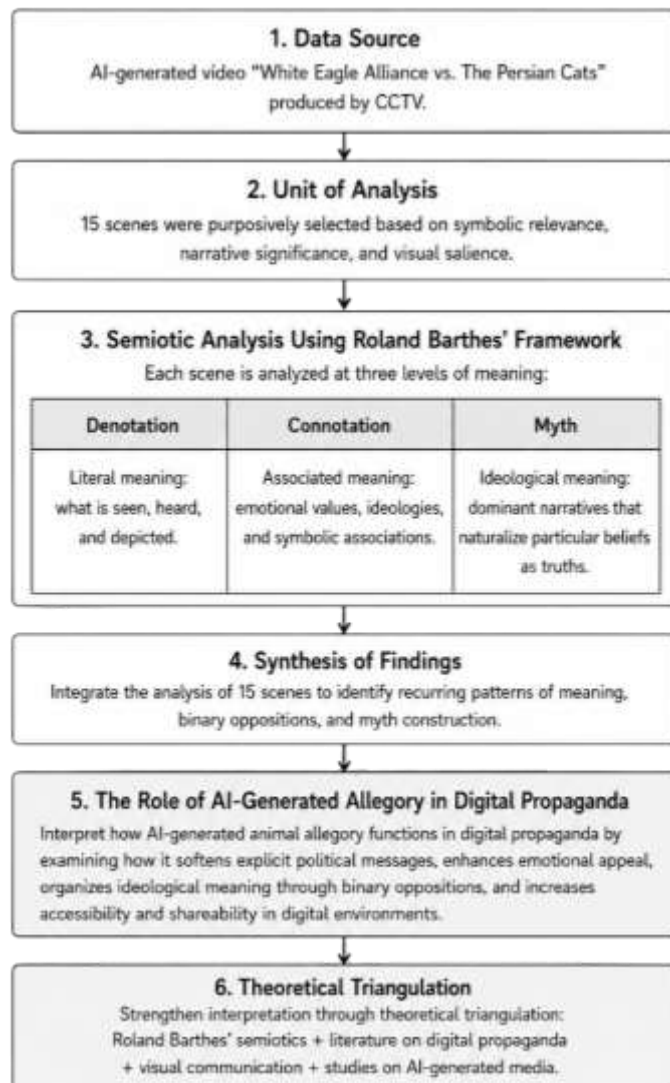 1. Data Source
AI-generated video “White Eagle Alliance vs. The Persian Cats”
produced by CCTV.
2. Unit of Analysis
15 scenes were purposively selected based on symbolic relevance,
narrative significance, and visual salience.
3. Semiotic Analysis Using Roland Barthes’ Framework
Each scene is analyzed at three levels of meaning:
Denotation
Literal meaning:
what is seen, heard,
and depicted.
Connotation
Associated meaning:
emotional values, ideologies,
and symbolic associations.
Myth
Ideological meaning:
dominant narratives that
naturalize particular beliefs
as truths.
4. Synthesis of Findings
Integrate the analysis of 15 scenes to identify recurring patterns of meaning,
binary oppositions, and myth construction.
5. The Role of AI-Generated Allegory in Digital Propaganda
Interpret how AI-generated animal allegory functions in digital propaganda by
examining how it softens explicit political messages, enhances emotional appeal,
organizes ideological meaning through binary oppositions, and increases
accessibility and shareability in digital environments.
6. Theoretical Triangulation
Strengthen interpretation through theoretical triangulation:
Roland Barthes’ semiotics + literature on digital propaganda
+ visual communication + studies on AI-generated media.